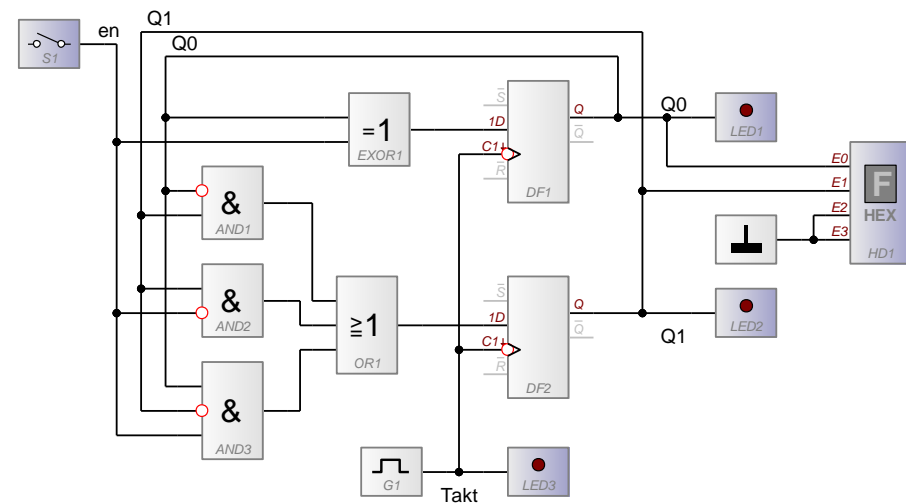 Q1
en
Q0
S1
=1
EXOR1
S
1D
C1
R
Q
Q
DF1
Q0
LED1
E0
E1
E2
E3
F
HEX
HD1
&
AND1
&
AND2
&
AND3
≧1
OR1
S
1D
C1
R
Q
Q
DF2
Q1
LED2
G1
Takt
LED3